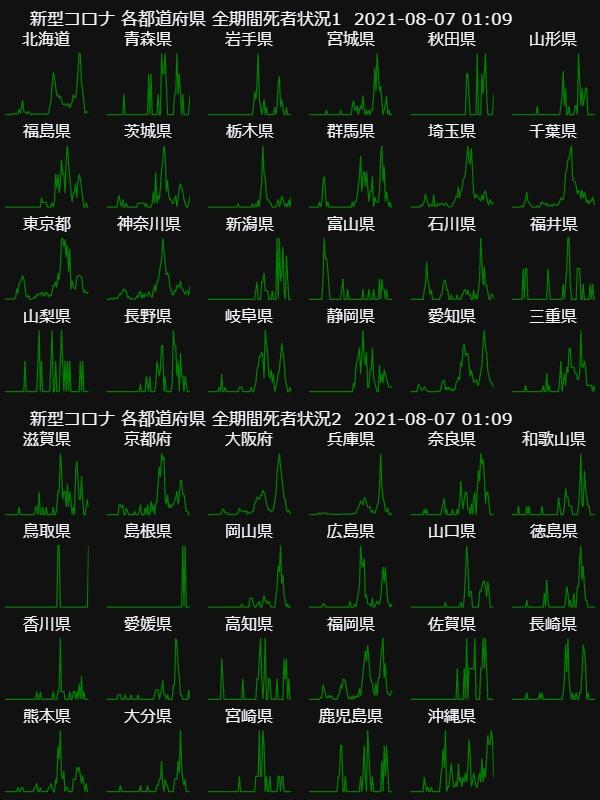 新型コロナ 各都道府県 全期間死者状況1 2021-08-07 01:09
北海道 青森県 岩手県 宮城県 秋田県 山形県
福島県 茨城県 栃木県 群馬県 埼玉県 千葉県
東京都 神奈川県 新潟県 富山県 石川県 福井県
山梨県 長野県 岐阜県 静岡県 愛知県 三重県
新型コロナ 各都道府県 全期間死者状況2 2021-08-07 01:09
滋賀県 京都府 大阪府 兵庫県 奈良県 和歌山県
鳥取県 島根県 岡山県 広島県 山口県 徳島県
香川県 愛媛県 高知県 福岡県 佐賀県 長崎県
熊本県 大分県 宮崎県 鹿児島県 沖縄県